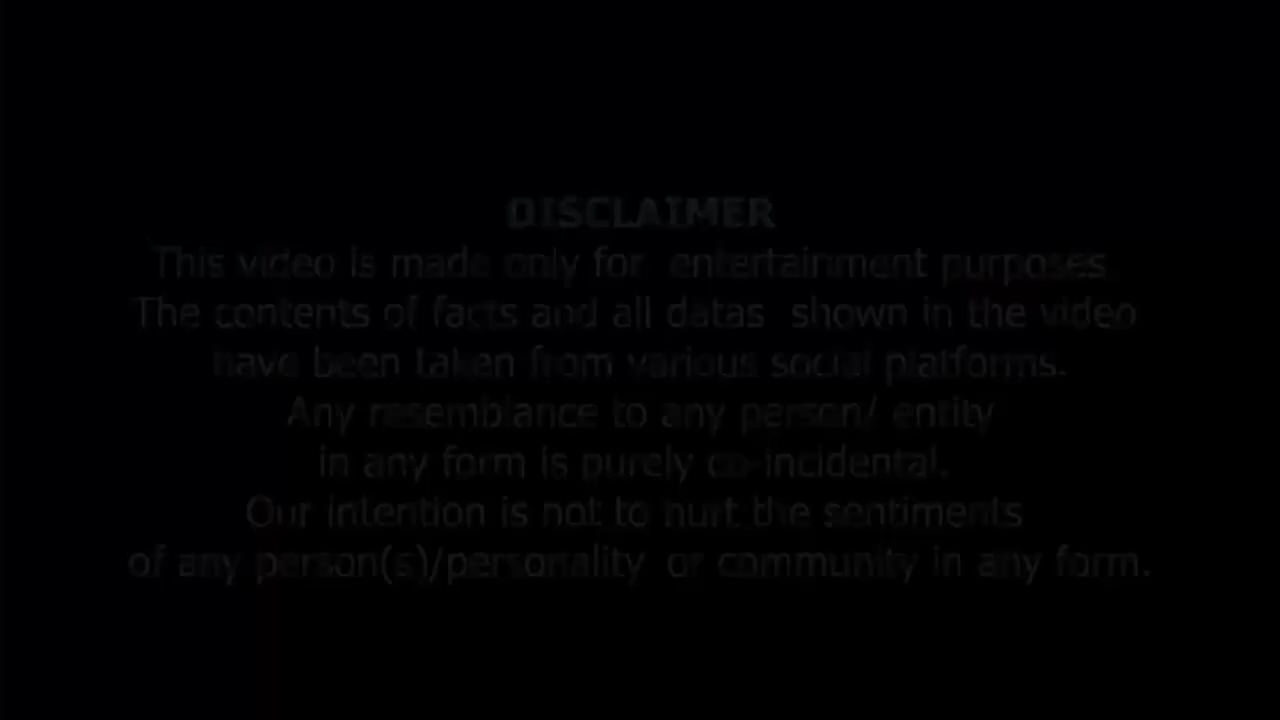 DISCLAIMER
This video is made only for entertainment purposes.
The contents of facts and all datas shown in the video
have been taken from various social platforms.
Any resemblance to any person/ entity
in any form is purely co-incidental.
Our intention is not to hurt the sentiments
of any person(s)/personality or community in any form.